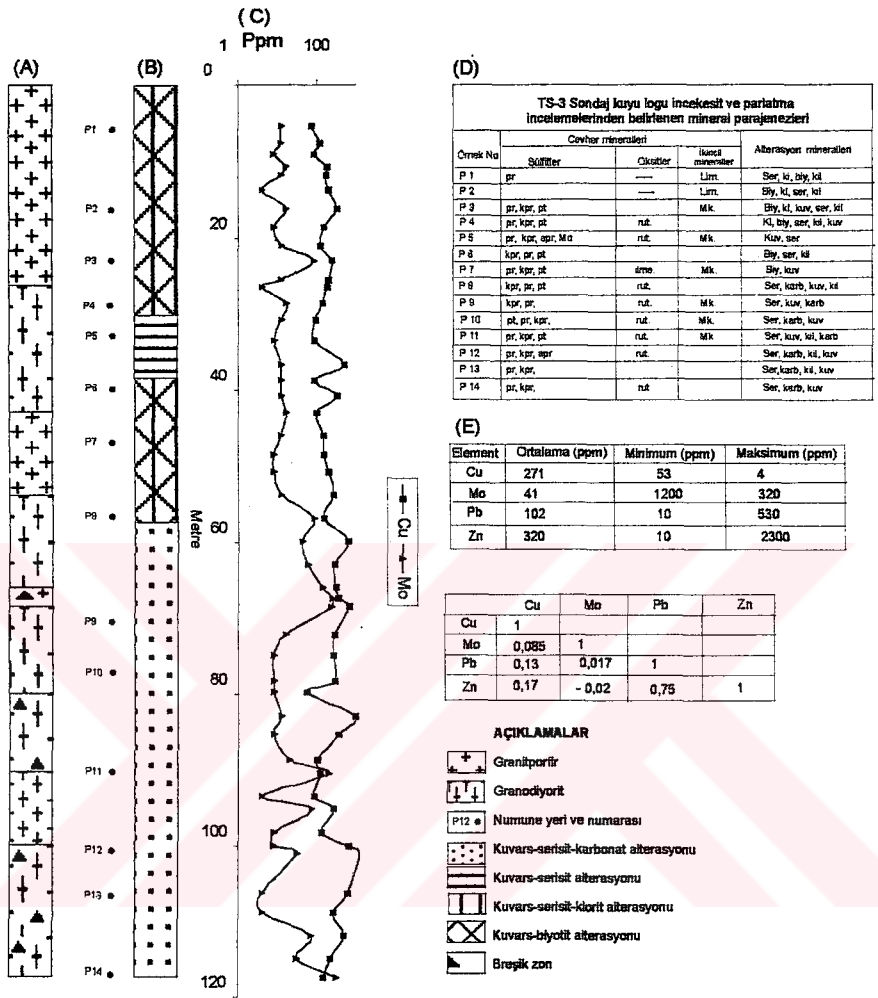 (A)
(B)
(C)
Ppm
1 100
0
20
40
60
80
100
120
Metre
P1
P2
P3
P4
P5
P6
P7
P8
P9
P10
P11
P12
P13
P14
Cu
Mo
(D)
TS-3 Sondaj kuyu logu incekesit ve parlatma
incelemelerinden belirlenen mineral parajenezleri
Örnek No Cevher mineralleri Alterasyon mineralleri
Sülfitler Oksitler İkincil mineraller
P 1 pr — Lim. Ser, kl, biy, kil
P 2 — Lim. Biy, kl, ser, kil
P 3 pr, kpr, pt Mk. Biy, kl, kuv, ser, kil
P 4 pr, kpr, pt rut. Kl, biy, ser, kil, kuv
P 5 pr, kpr, spr, Mo rut. Mk. Kuv, ser
P 6 kpr, pr, pt Biy, ser, kil
P 7 pr, kpr, pt ilme. Mk. Biy, kuv
P 8 kpr, pr, pt rut. Ser, karb, kuv, kil
P 9 kpr, pr, rut. Mk. Ser, kuv, karb
P 10 pt, pr, kpr, rut. Mk. Ser, karb, kuv
P 11 pr, kpr, pt rut. Mk Ser, kuv, kil, karb
P 12 pr, kpr, spr rut. Ser, karb, kil, kuv
P 13 pr, kpr, Ser,karb, kil, kuv
P 14 pr, kpr, rut Ser, karb, kuv
(E)
Element Ortalama (ppm) Minimum (ppm) Maksimum (ppm)
Cu 271 53 4
Mo 41 1200 320
Pb 102 10 530
Zn 320 10 2300
Cu Mo Pb Zn
Cu 1
Mo 0,085 1
Pb 0,13 0,017 1
Zn 0,17 - 0,02 0,75 1
AÇIKLAMALAR
Granitporfir
Granodiyorit
P12 Numune yeri ve numarası
Kuvars-serisit-karbonat alterasyonu
Kuvars-serisit alterasyonu
Kuvars-serisit-klorit alterasyonu
Kuvars-biyotit alterasyonu
Breşik zon